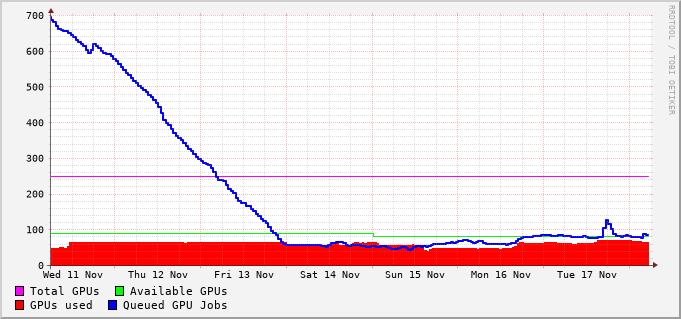 700
600
500
400
300
200
100
0
Wed 11 Nov Thu 12 Nov Fri 13 Nov Sat 14 Nov Sun 15 Nov Mon 16 Nov Tue 17 Nov
Total GPUs Available GPUs
GPUs used Queued GPU Jobs
RRDTOOL / TOBI OETIKER